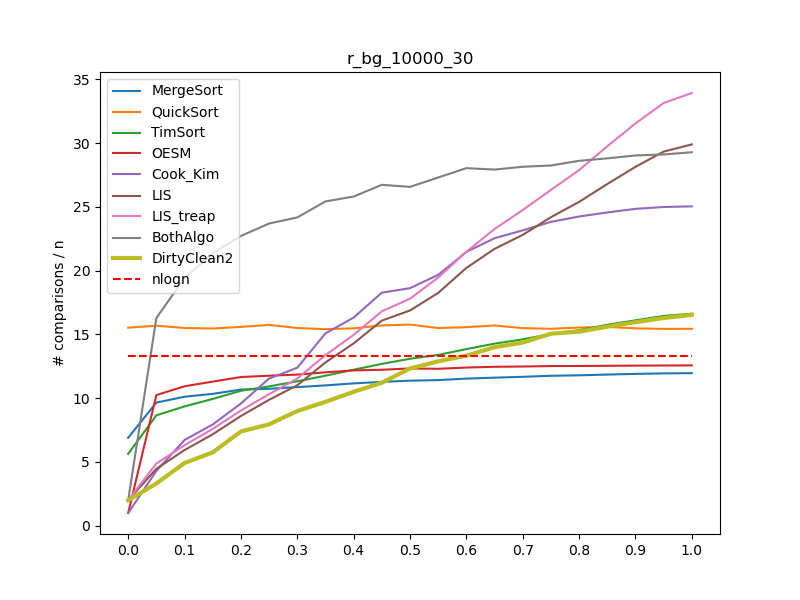 r_bg_10000_30
# comparisons / n
35
30
25
20
15
10
5
0
MergeSort
QuickSort
TimSort
OESM
Cook_Kim
LIS
LIS_treap
BothAlgo
DirtyClean2
nlogn
0.0 0.1 0.2 0.3 0.4 0.5 0.6 0.7 0.8 0.9 1.0